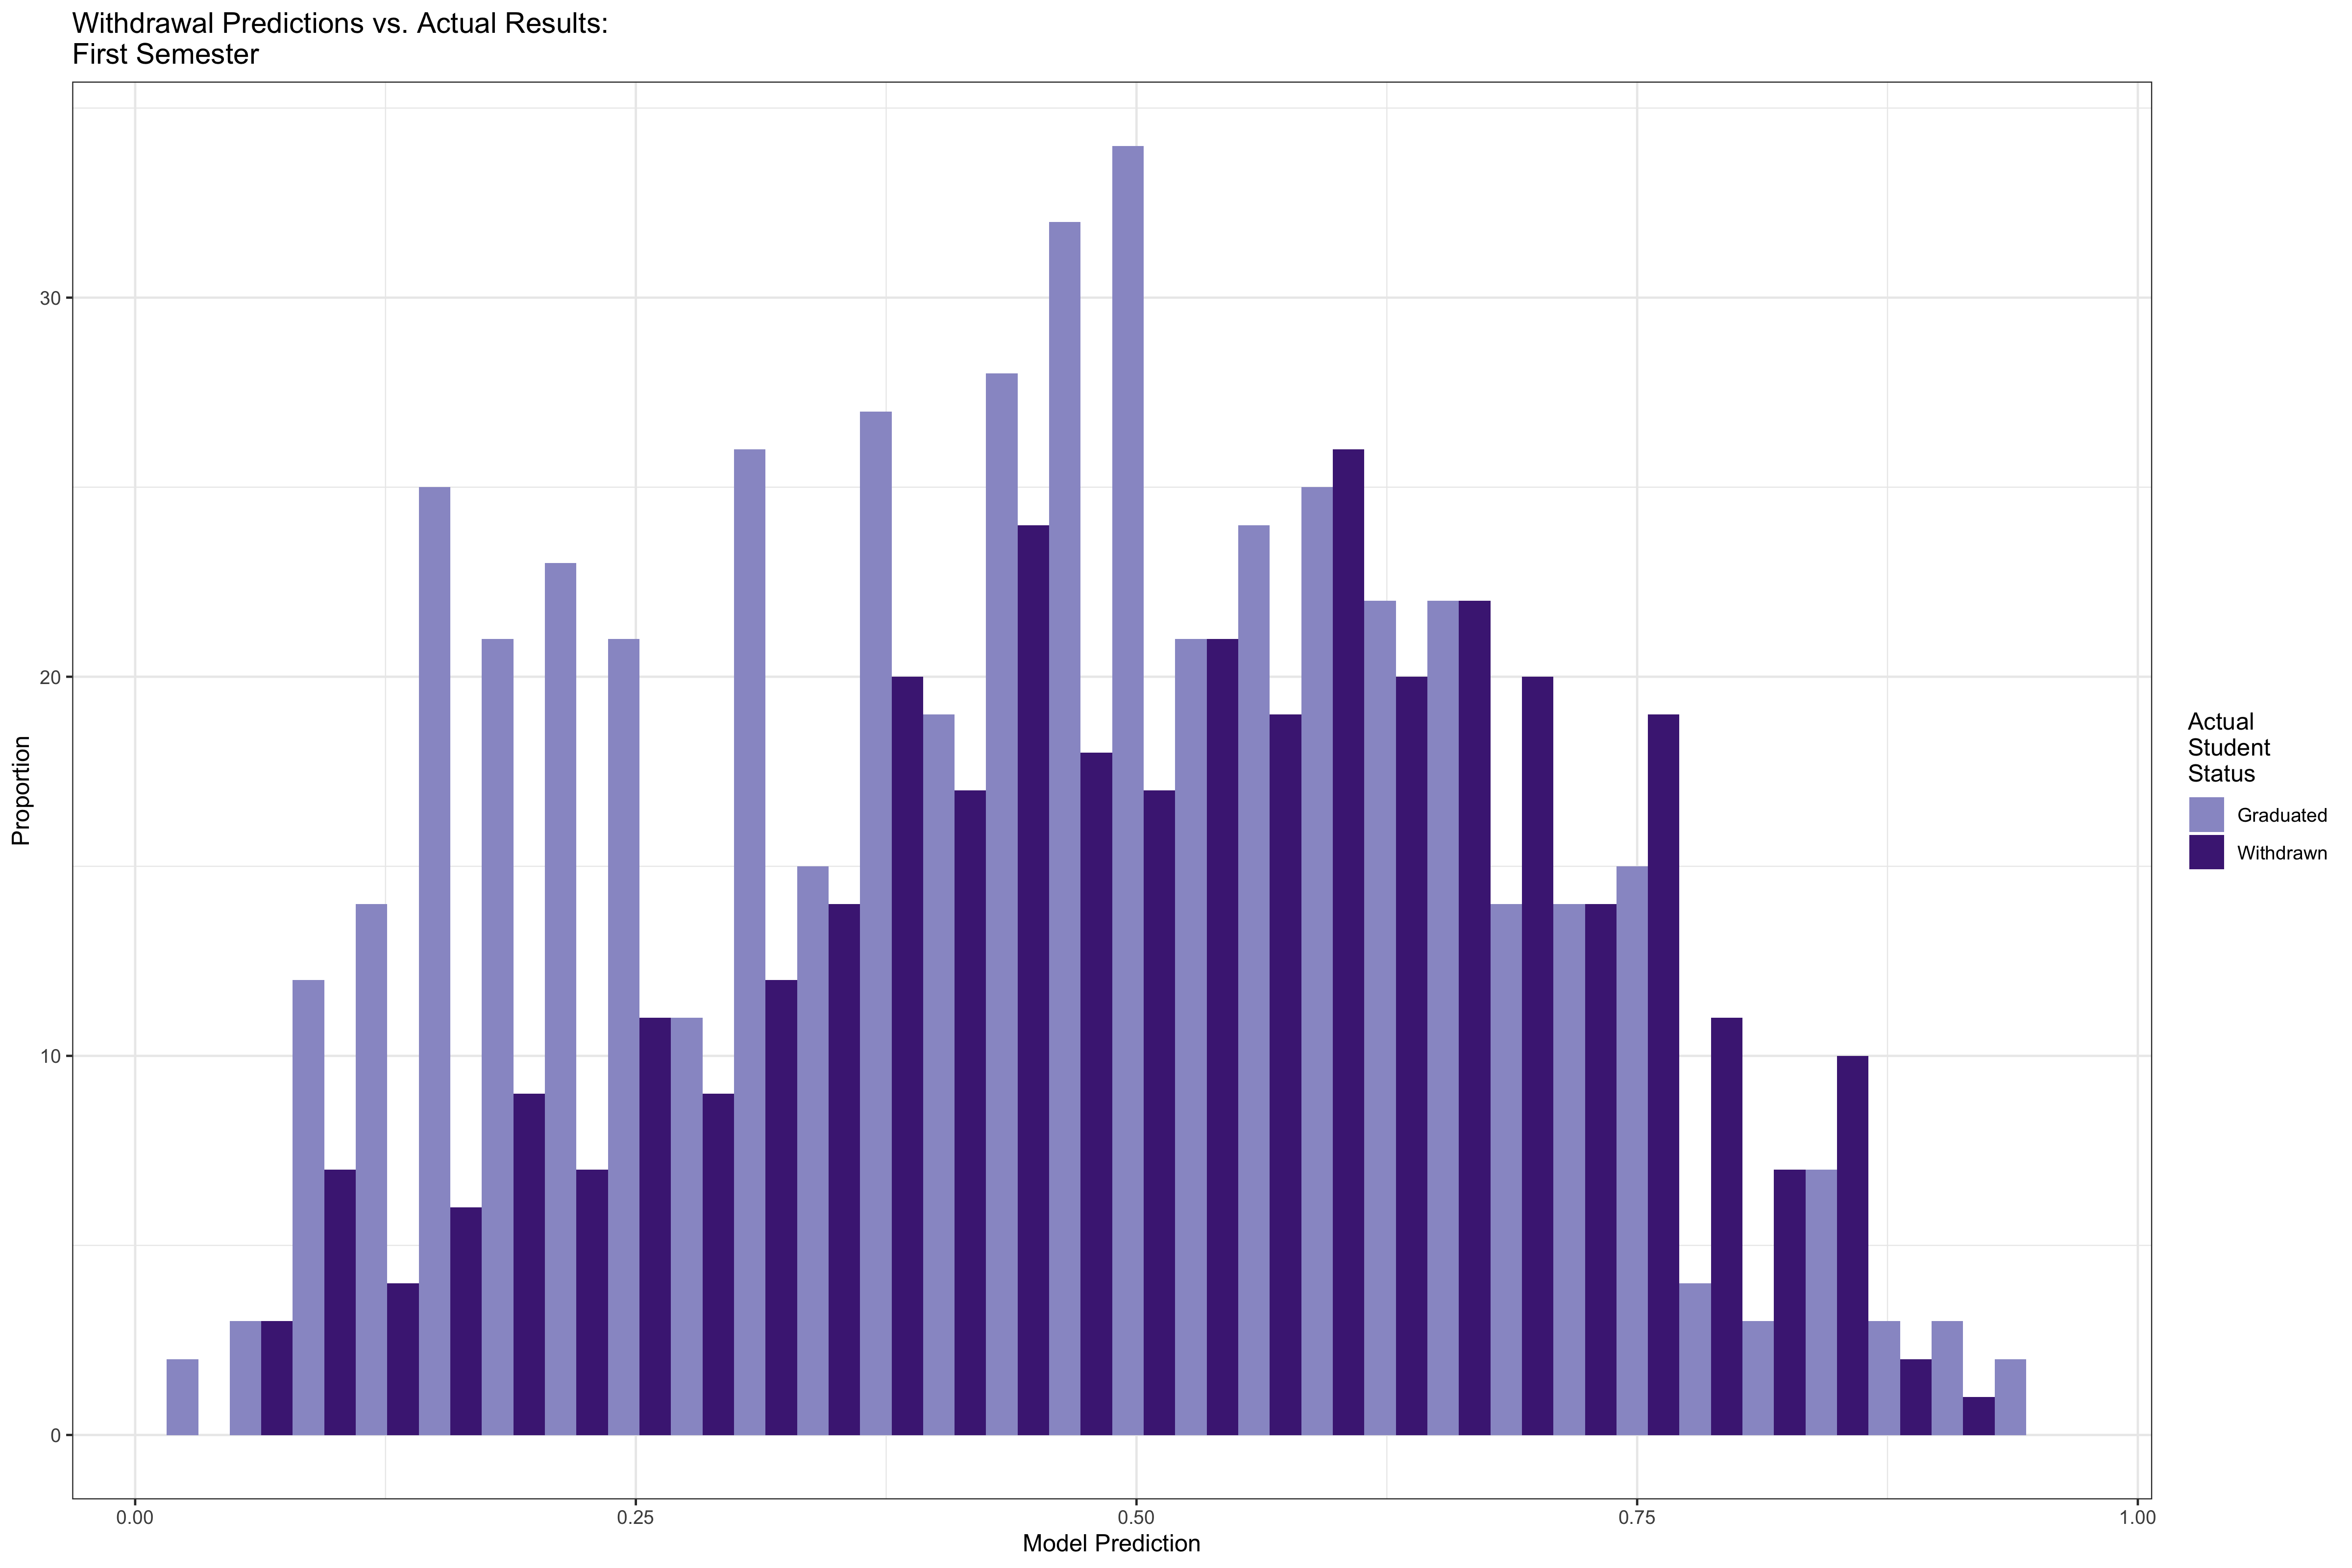 Withdrawal Predictions vs. Actual Results:
First Semester
30
20
10
0
Proportion
0.00
0.25
0.50
0.75
1.00
Model Prediction
Actual
Student
Status
Graduated
Withdrawn